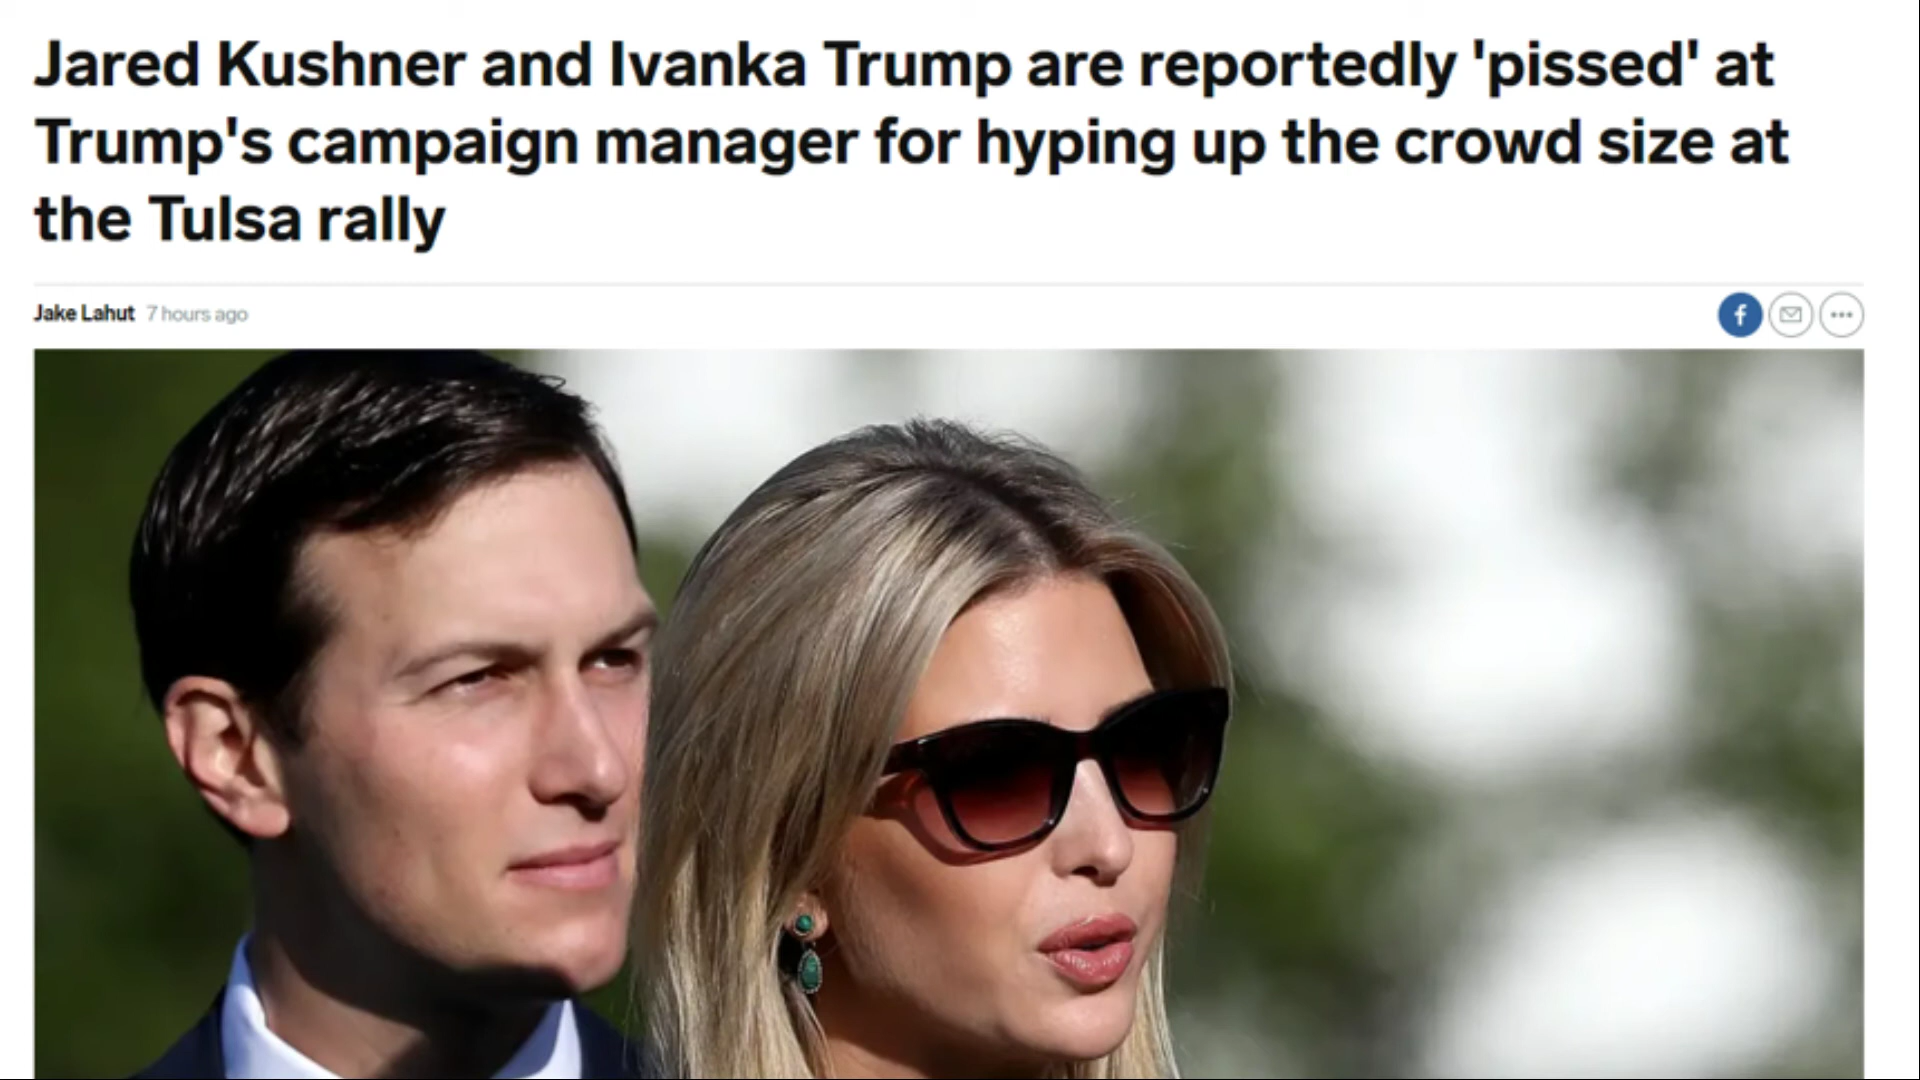 Jared Kushner and Ivanka Trump are reportedly 'pissed' at
Trump's campaign manager for hyping up the crowd size at
the Tulsa rally
Jake Lahut 7 hours ago
f